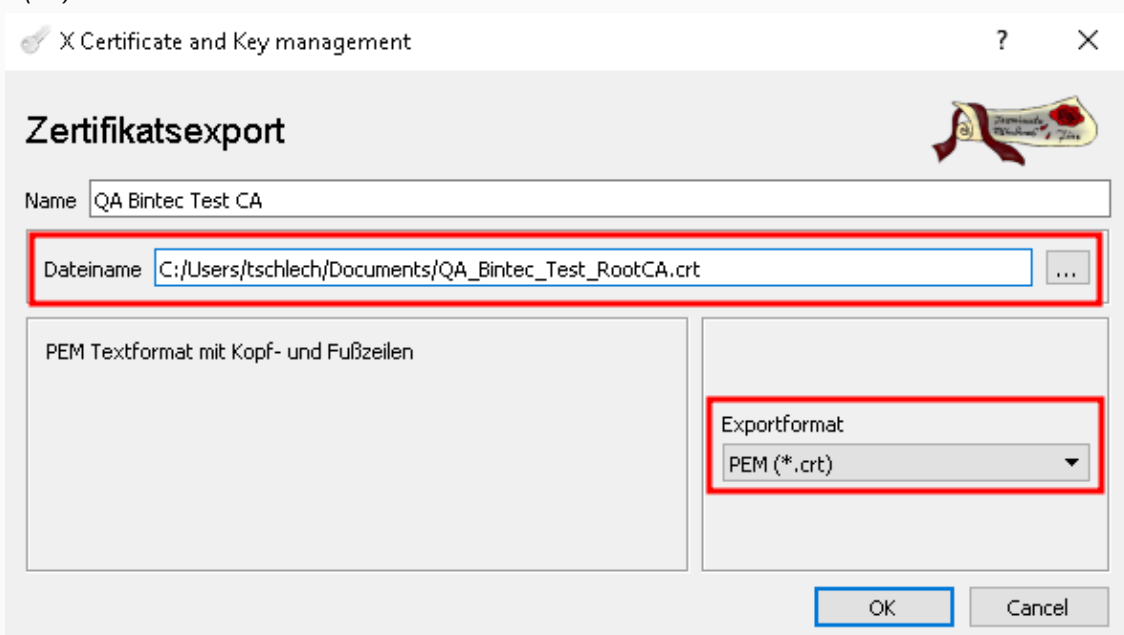 X Certificate and Key management ?
Zertifikatsexport
Name QA Bintec Test CA
Dateiname C:/Users/tschlech/Documents/QA_Bintec_Test_RootCA.crt ...
PEM Textformat mit Kopf- und Fußzeilen
Exportformat
PEM (*.crt)
OK Cancel